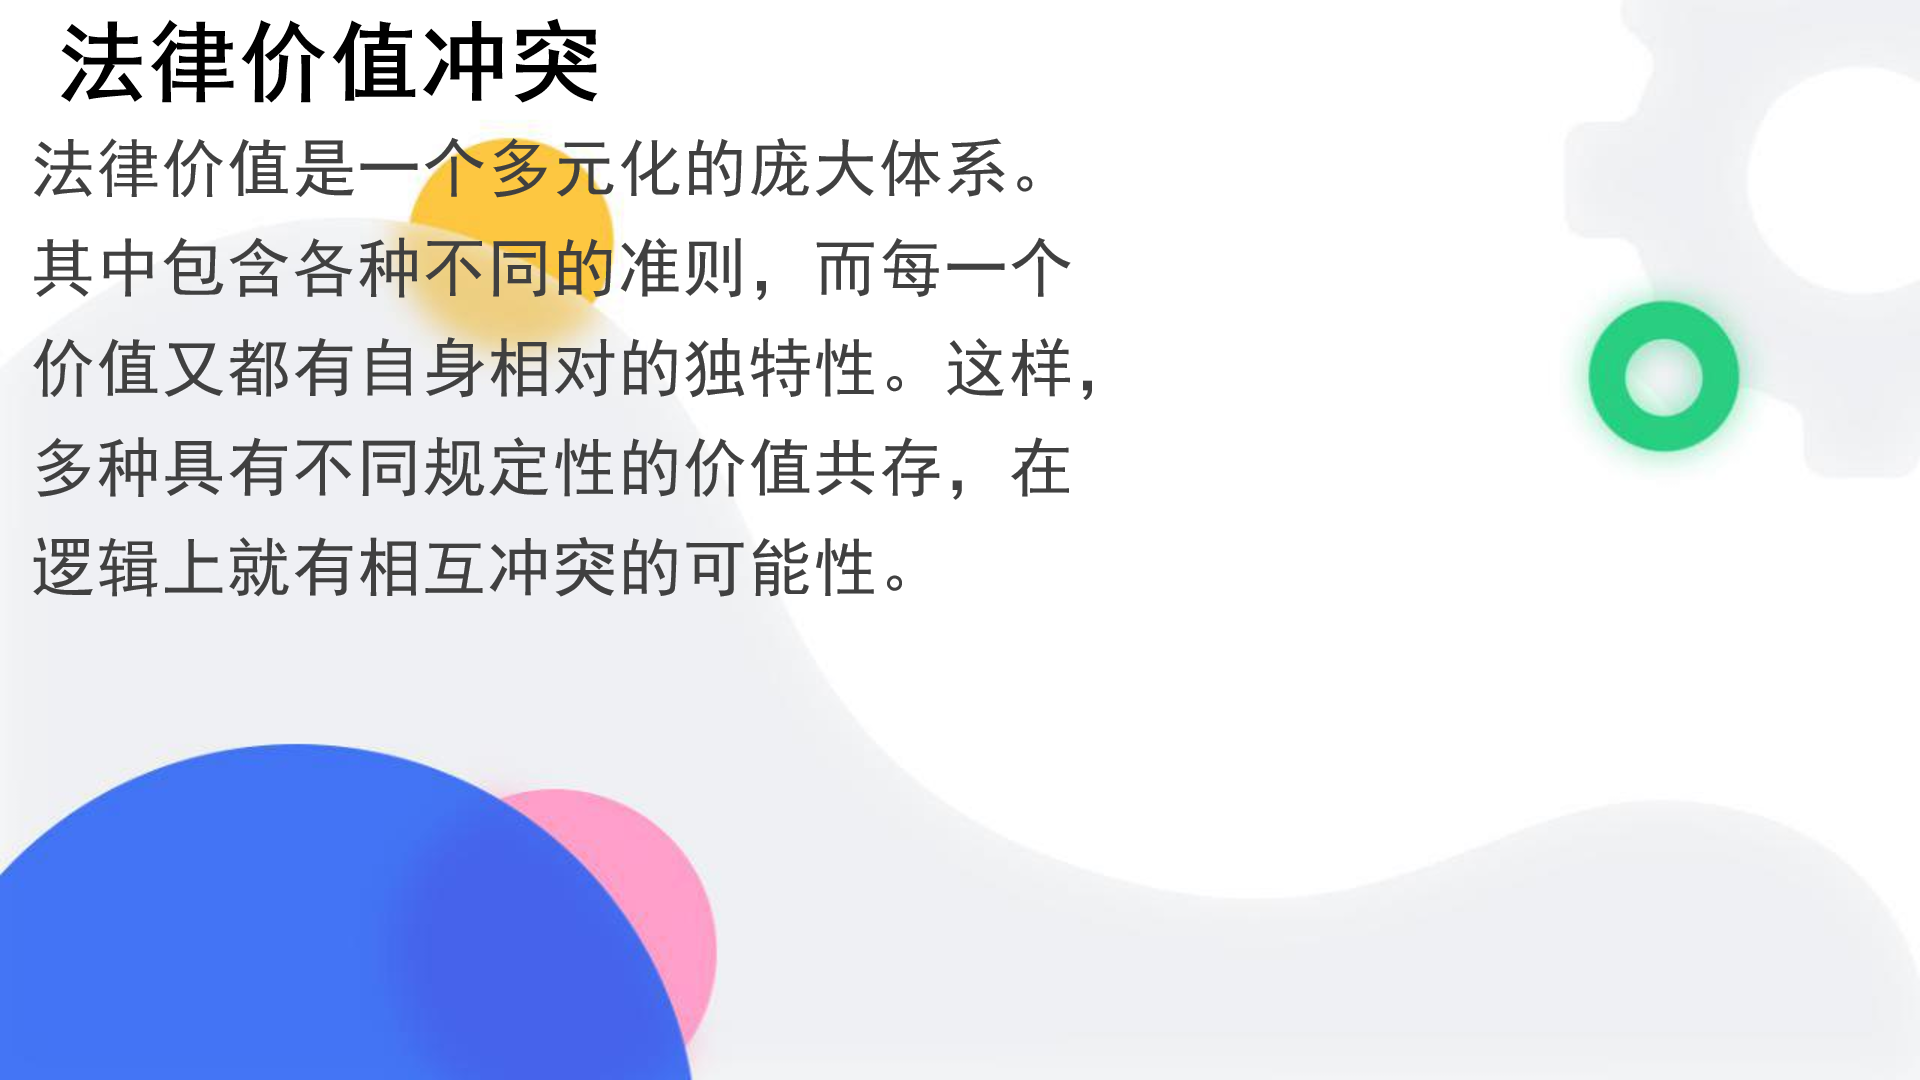 法律价值冲突
法律价值是一个多元化的庞大体系。
其中包含各种不同的准则，而每一个
价值又都有自身相对的独特性。这样，
多种具有不同规定性的价值共存，在
逻辑上就有相互冲突的可能性。